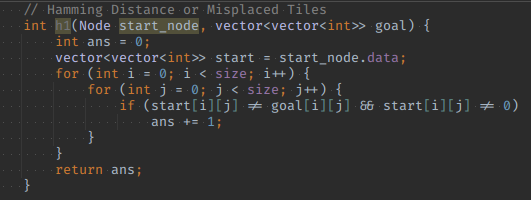 // Hamming Distance or Misplaced Tiles
int h1(Node start_node, vector<vector<int>> goal) {
    int ans = 0;
    vector<vector<int>> start = start_node.data;
    for (int i = 0; i < size; i++) {
        for (int j = 0; j < size; j++) {
            if (start[i][j] != goal[i][j] && start[i][j] != 0)
                ans += 1;
        }
    }
    return ans;
}